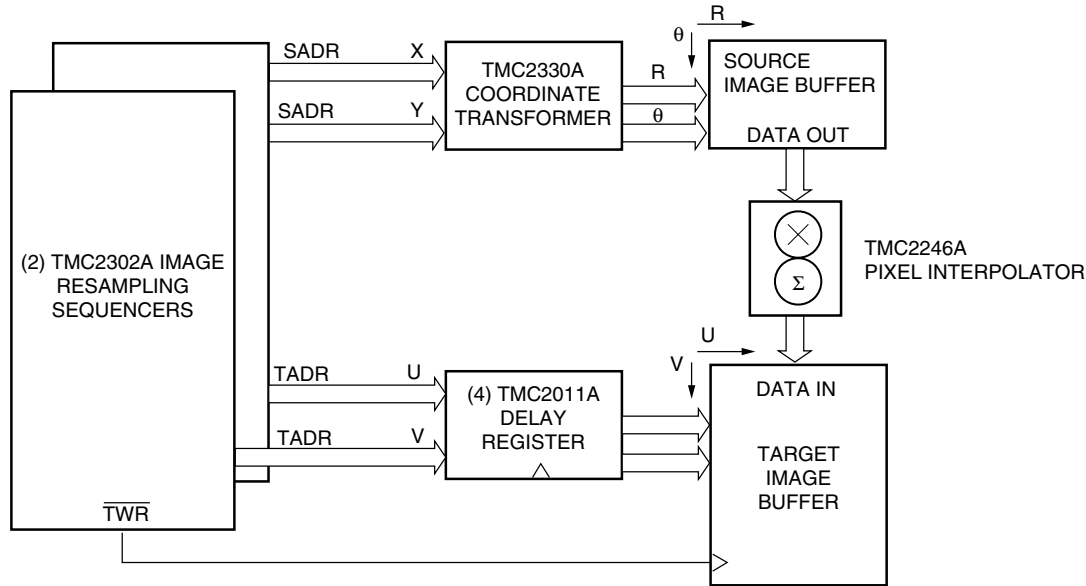 (2) TMC2302A IMAGE
RESAMPLING
SEQUENCERS
TWR
SADR X
SADR Y
TMC2330A
COORDINATE
TRANSFORMER
R
θ
R
θ
SOURCE
IMAGE BUFFER
DATA OUT
TMC2246A
PIXEL INTERPOLATOR
Σ
TADR U
TADR V
(4) TMC2011A
DELAY
REGISTER
U
V
DATA IN
TARGET
IMAGE
BUFFER